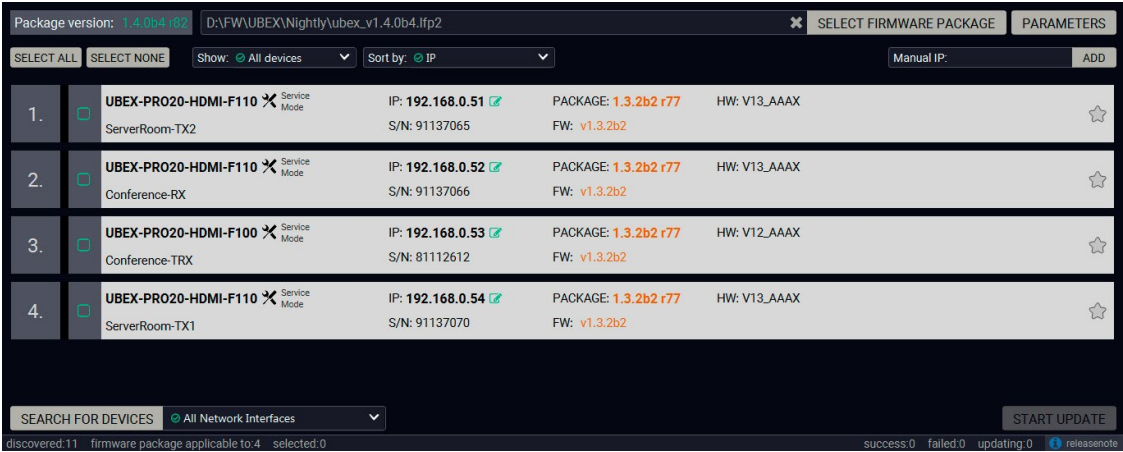 Package version: 1.4.0b4 r82 D:\FW\UBEX\Nightly\ubex_v1.4.0b4.lfp2 SELECT FIRMWARE PACKAGE PARAMETERS
SELECT ALL SELECT NONE Show: All devices Sort by: IP Manual IP: ADD
1. UBEX-PRO20-HDMI-F110 Service Mode IP: 192.168.0.51 PACKAGE: 1.3.2b2 r77 HW: V13_AAAX
ServerRoom-TX2 S/N: 91137065 FW: v1.3.2b2
2. UBEX-PRO20-HDMI-F110 Service Mode IP: 192.168.0.52 PACKAGE: 1.3.2b2 r77 HW: V13_AAAX
Conference-RX S/N: 91137066 FW: v1.3.2b2
3. UBEX-PRO20-HDMI-F100 Service Mode IP: 192.168.0.53 PACKAGE: 1.3.2b2 r77 HW: V12_AAAX
Conference-TRX S/N: 81112612 FW: v1.3.2b2
4. UBEX-PRO20-HDMI-F110 Service Mode IP: 192.168.0.54 PACKAGE: 1.3.2b2 r77 HW: V13_AAAX
ServerRoom-TX1 S/N: 91137070 FW: v1.3.2b2
SEARCH FOR DEVICES All Network Interfaces START UPDATE
discovered:11 firmware package applicable to:4 selected:0 success:0 failed:0 updating:0 releasenote